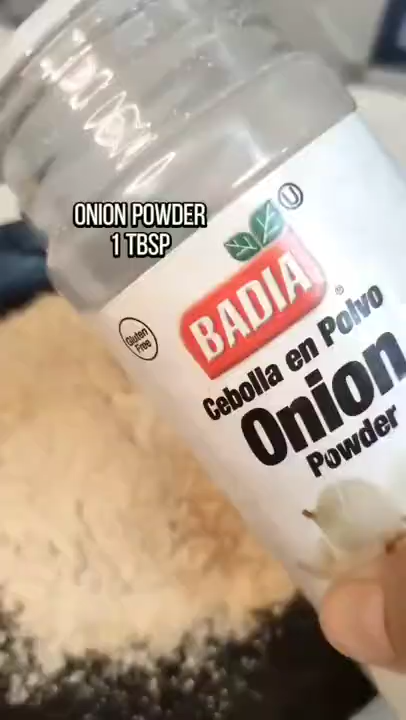 ONION POWDER
1 TBSP
U
BADIA
®
Gluten
Free
Cebolla en Polvo
Onion
Powder